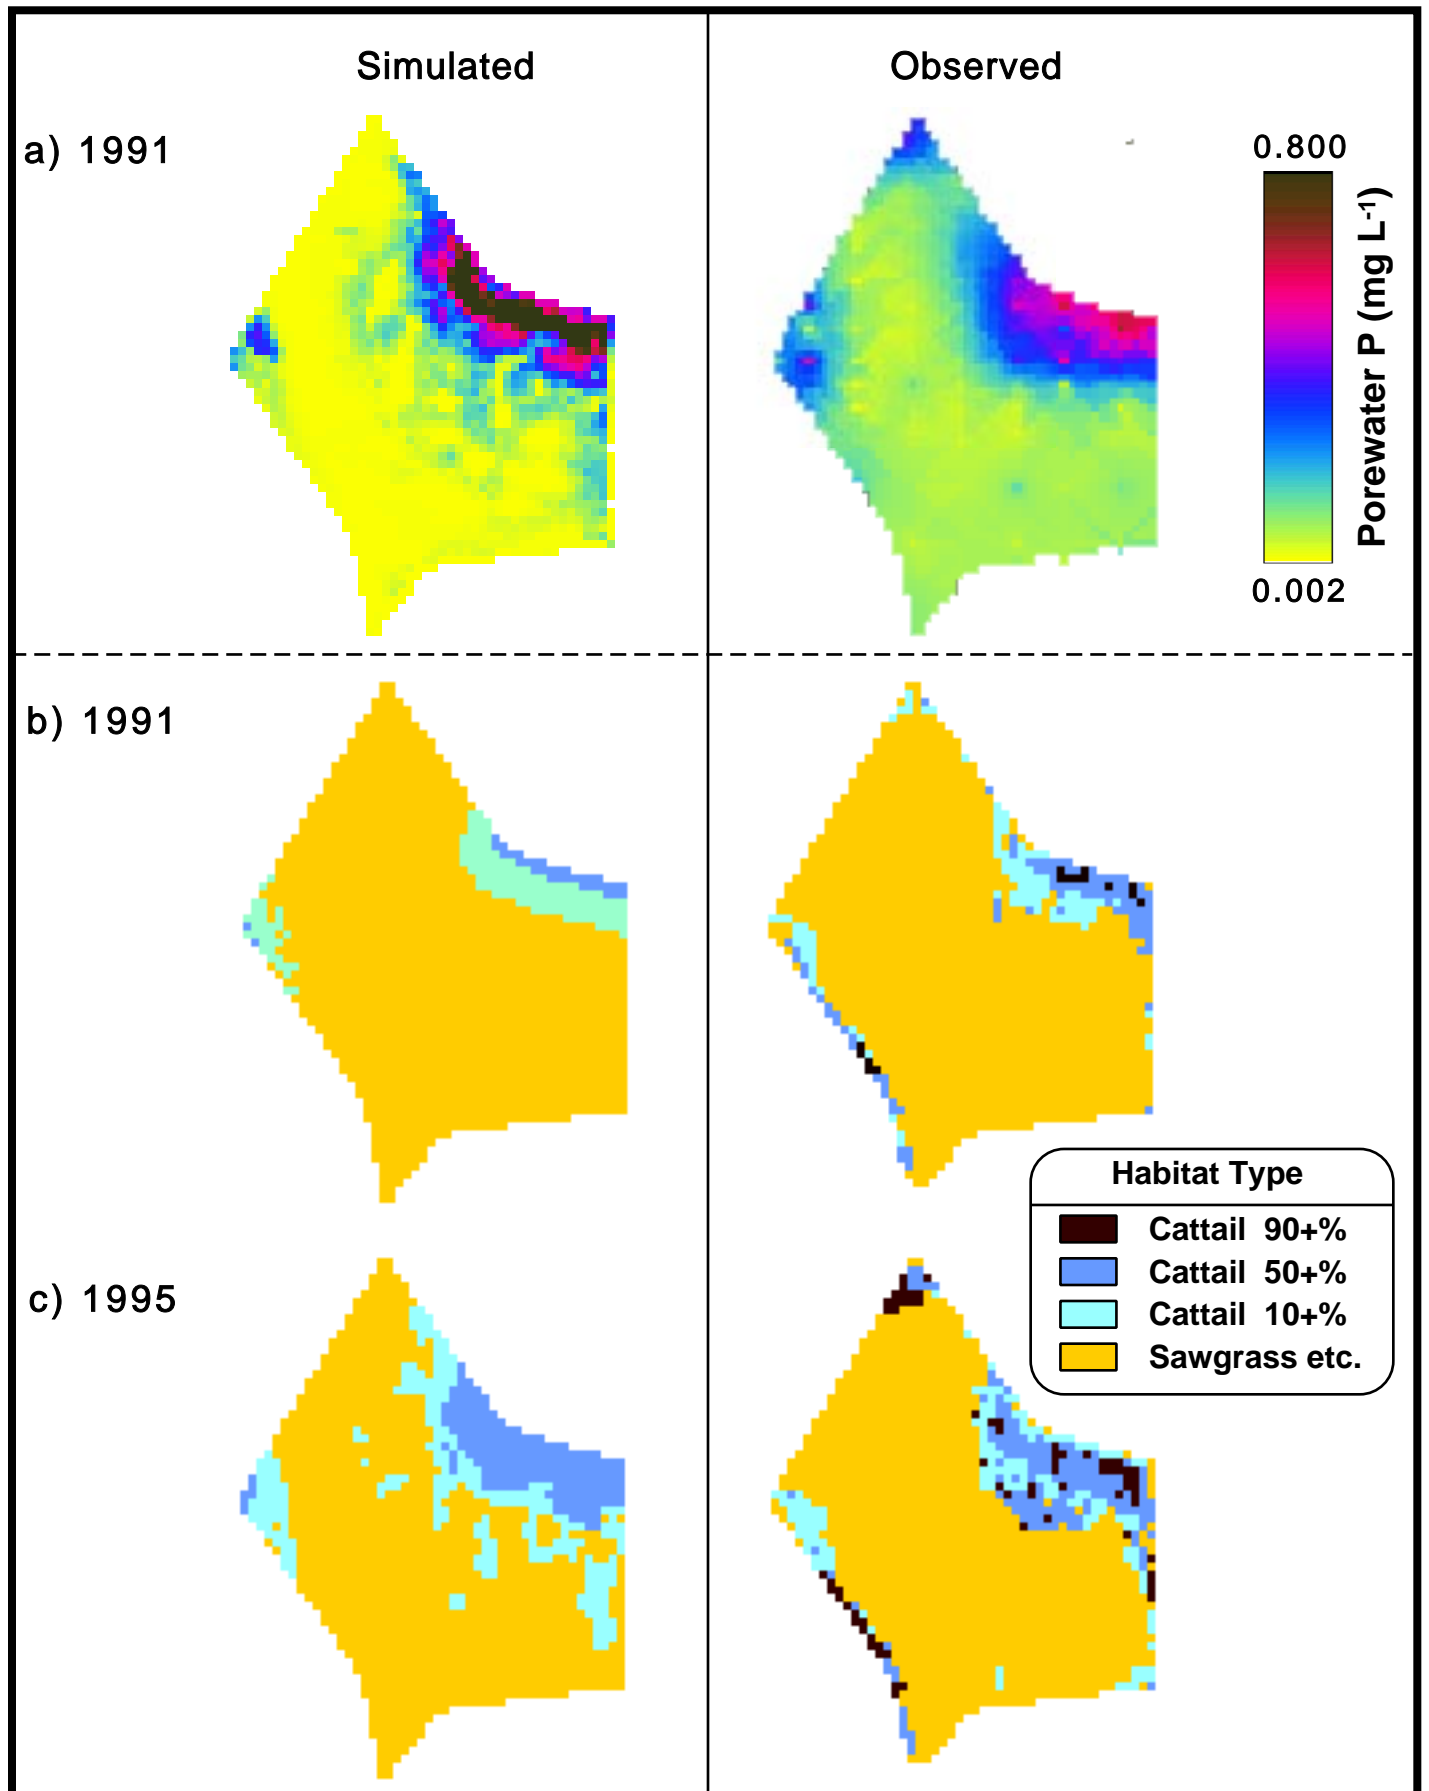 Simulated
Observed
a) 1991
0.800
Porewater P (mg L-1)
0.002
b) 1991
Habitat Type
Cattail 90+%
Cattail 50+%
Cattail 10+%
Sawgrass etc.
c) 1995